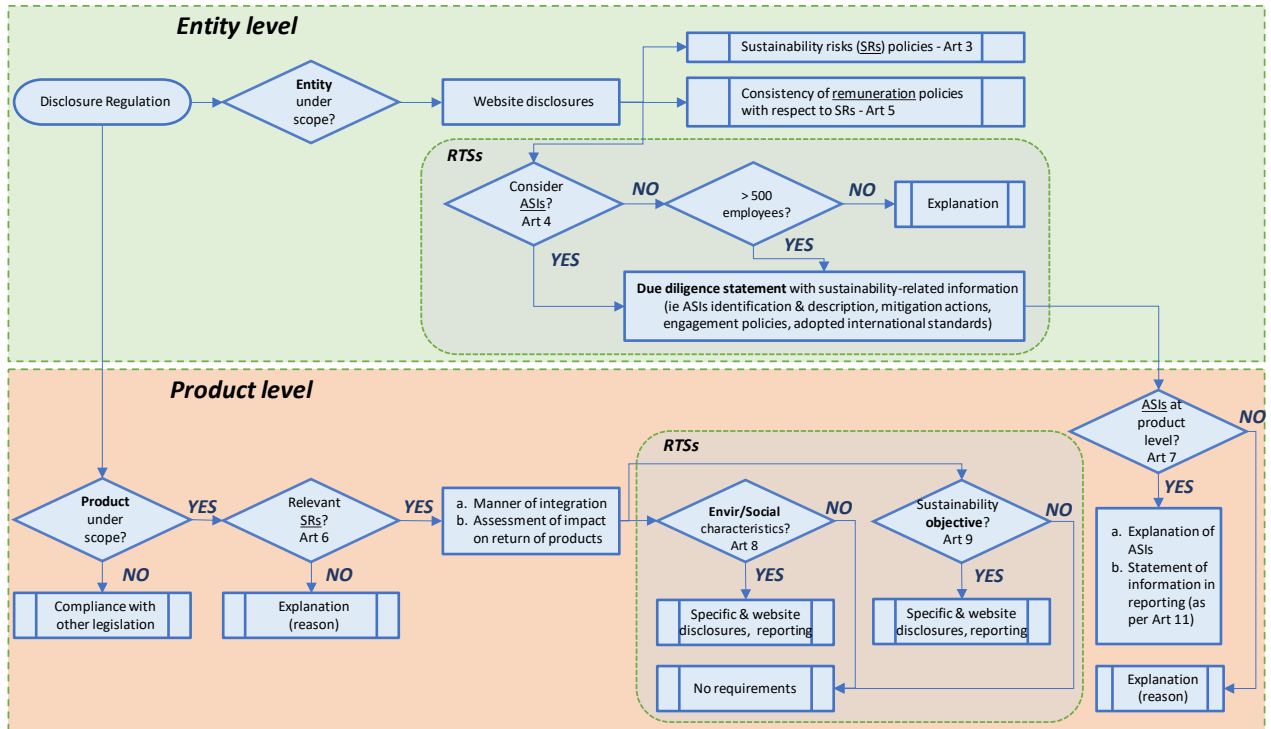 Entity level
Disclosure Regulation
Entity
under
scope?
Website disclosures
Sustainability risks (SRs) policies - Art 3
Consistency of remuneration policies
with respect to SRs - Art 5
RTSs
Consider
ASIs?
Art 4
NO
> 500
employees?
NO
Explanation
YES
YES
Due diligence statement with sustainability-related information
(ie ASIs identification & description, mitigation actions,
engagement policies, adopted international standards)
Product level
ASIs at
product
level?
Art 7
NO
YES
a. Explanation of
ASIs
b. Statement of
information in
reporting (as
per Art 11)
Explanation
(reason)
Product
under
scope?
YES
NO
Compliance with
other legislation
Relevant
SRs?
Art 6
YES
NO
Explanation
(reason)
a. Manner of integration
b. Assessment of impact
on return of products
RTSs
Envir/Social
characteristics?
Art 8
NO
YES
Specific & website
disclosures, reporting
Sustainability
objective?
Art 9
NO
YES
Specific & website
disclosures, reporting
No requirements